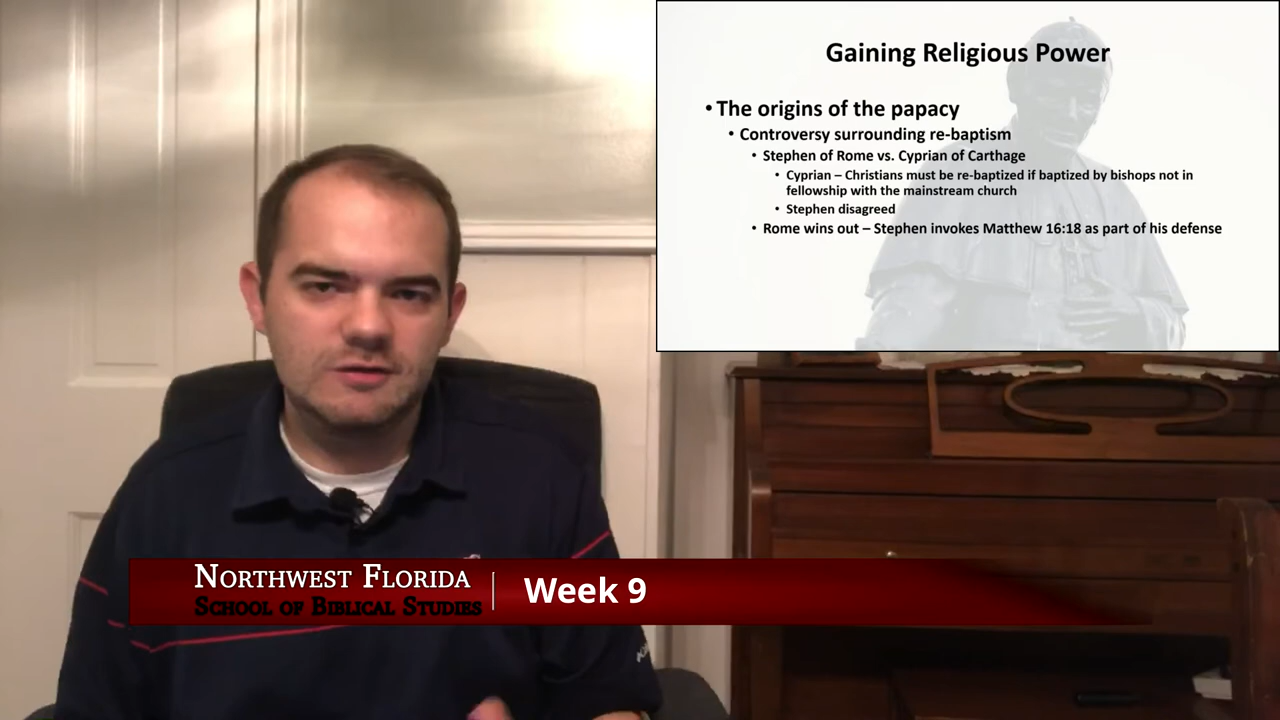 Gaining Religious Power
• The origins of the papacy
• Controversy surrounding re-baptism
• Stephen of Rome vs. Cyprian of Carthage
• Cyprian – Christians must be re-baptized if baptized by bishops not in
fellowship with the mainstream church
• Stephen disagreed
• Rome wins out – Stephen invokes Matthew 16:18 as part of his defense
Northwest Florida
School of Biblical Studies
Week 9